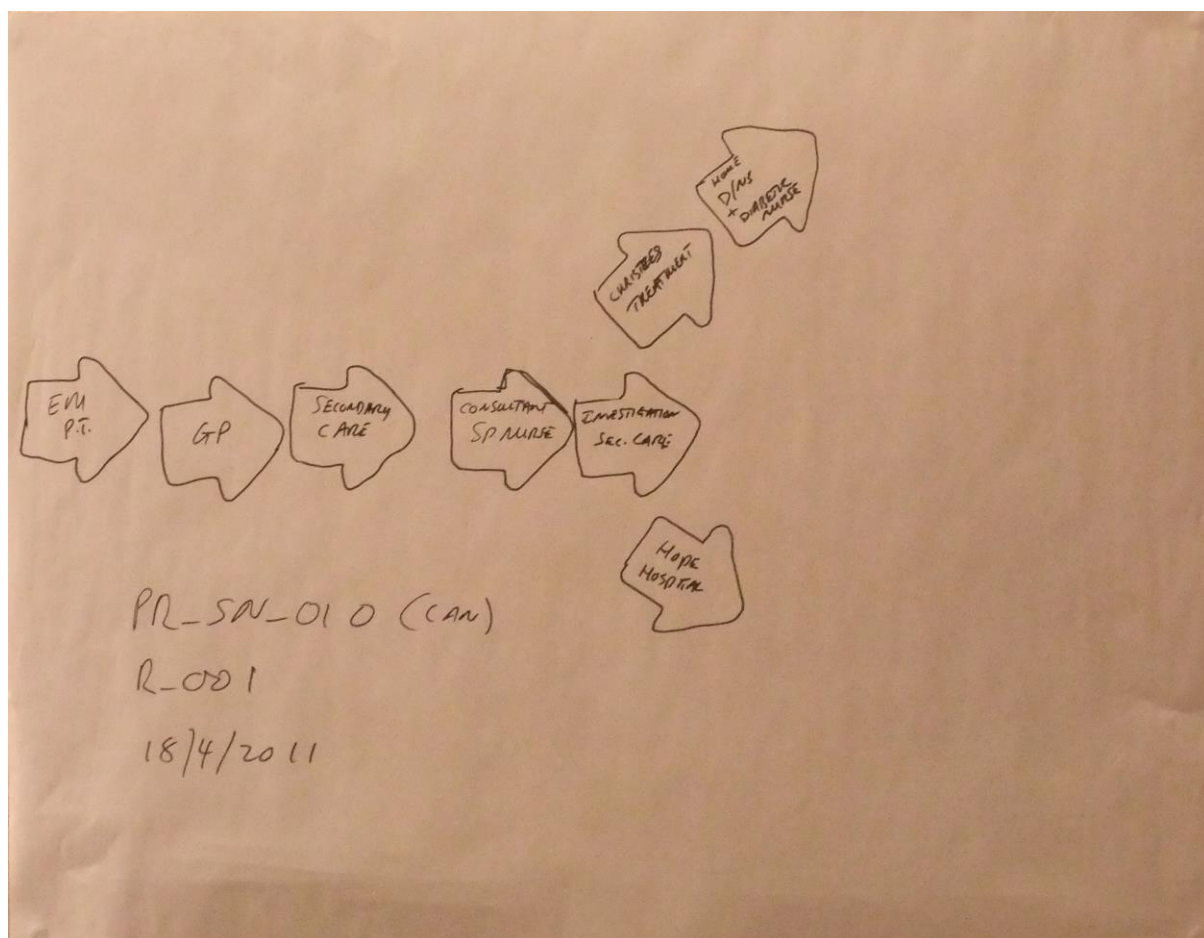 EM
P.T.
GP
SECONDARY
CARE
CONSULTANT
SP NURSE
INVESTIGATION
SEC. CARE
CHRISTEES
TREATMENT
HOME
D/NS
+ DIABETIC
NURSE
HOPE
HOSPITAL
PR_SN_010 (CAN)
R_001
18/4/2011